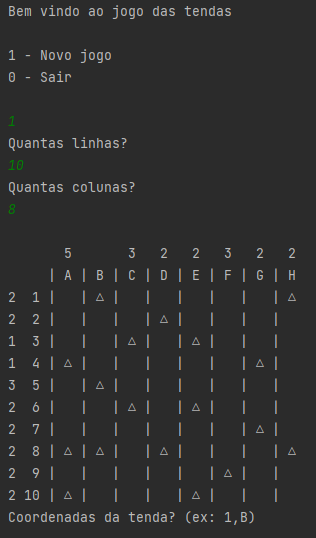 Bem vindo ao jogo das tendas

1 - Novo jogo
0 - Sair

1
Quantas linhas?
10
Quantas colunas?
8

       5       3   2   2   3   2   2
     | A | B | C | D | E | F | G | H
2  1 |   | △ |   |   |   |   |   | △
2  2 |   |   |   | △ |   |   |   |
1  3 |   |   | △ |   | △ |   |   |
1  4 | △ |   |   |   |   |   | △ |
3  5 |   | △ |   |   |   |   |   |
2  6 |   |   | △ |   | △ |   |   |
2  7 |   |   |   |   |   |   | △ |
2  8 | △ | △ |   | △ |   |   |   | △
2  9 |   |   |   |   |   | △ |   |
2 10 | △ |   |   |   | △ |   |   |
Coordenadas da tenda? (ex: 1,B)